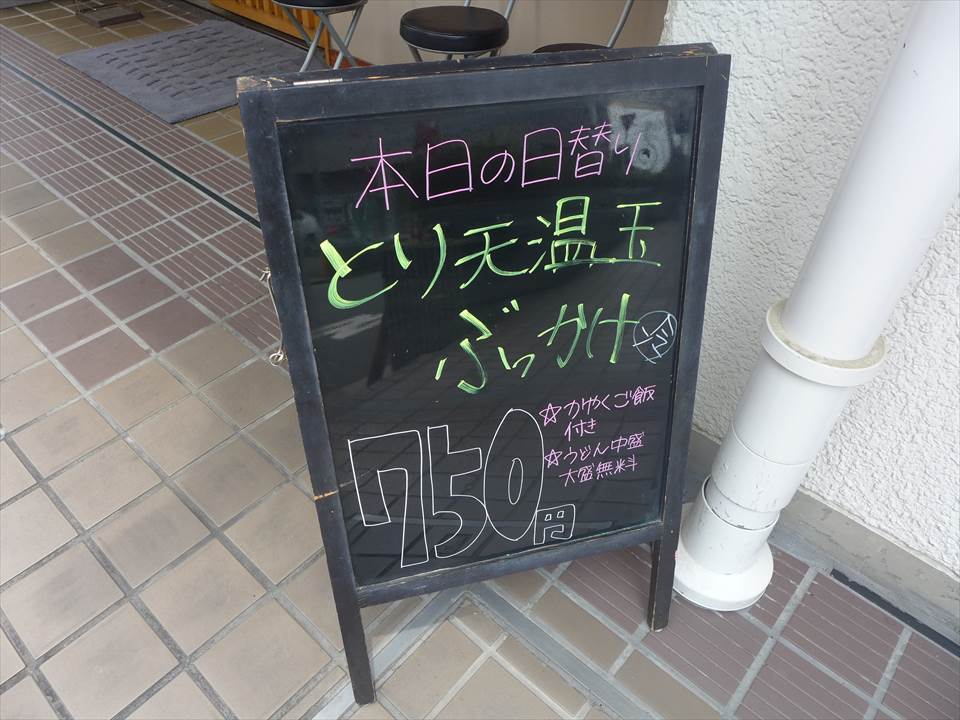 本日の日替り
とり天温玉
ぶっかけ
☆かやくご飯
付き
☆うどん中盛
大盛無料
750円